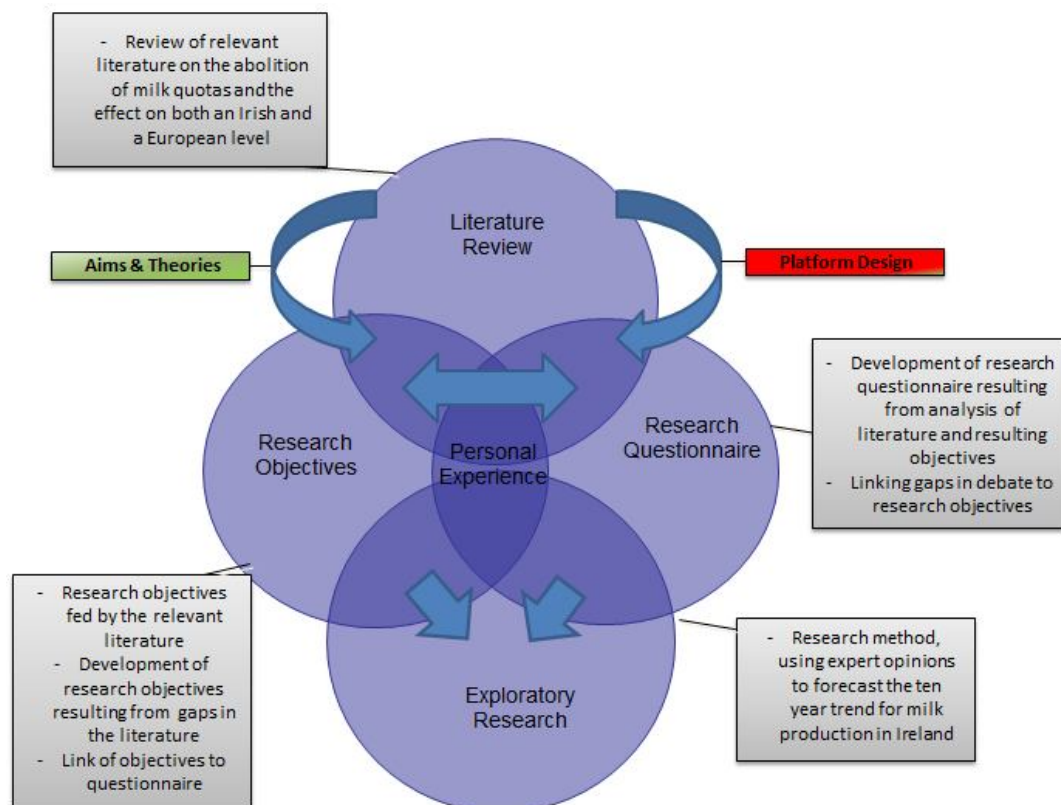 - Review of relevant
literature on the abolition
of milk quotas and the
effect on both an Irish and
a European level
Literature
Review
Aims & Theories
Platform Design
- Development of research
questionnaire resulting
from analysis of
literature and resulting
objectives
- Linking gaps in debate to
research objectives
Research
Objectives
Personal
Experience
Research
Questionnaire
- Research objectives
fed by the relevant
literature
- Development of
research objectives
resulting from gaps in
the literature
- Link of objectives to
questionnaire
Exploratory
Research
- Research method,
using expert opinions
to forecast the ten
year trend for milk
production in Ireland